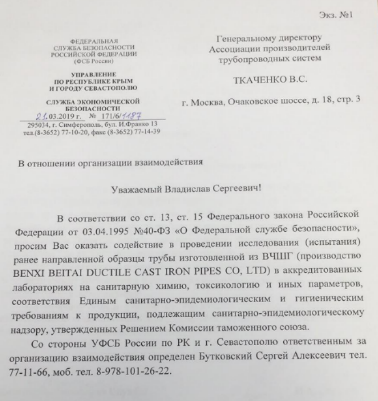 Экз. №1
ФЕДЕРАЛЬНАЯ
СЛУЖБА БЕЗОПАСНОСТИ
РОССИЙСКОЙ ФЕДЕРАЦИИ
(ФСБ России)
УПРАВЛЕНИЕ
ПО РЕСПУБЛИКЕ КРЫМ
И ГОРОДУ СЕВАСТОПОЛЮ
СЛУЖБА ЭКОНОМИЧЕСКОЙ
БЕЗОПАСНОСТИ
21.03.2019 г. № 171/6/1187
295034, г. Симферополь, бул. И.Франко 13
тел.(8-3652) 77-10-20, факс (8-3652) 77-14-39
Генеральному директору
Ассоциации производителей
трубопроводных систем
ТКАЧЕНКО В.С.
г. Москва, Очаковское шоссе, д. 18, стр. 3
В отношении организации взаимодействия
Уважаемый Владислав Сергеевич!
В соответствии со ст. 13, ст. 15 Федерального закона Российской
Федерации от 03.04.1995 №40-ФЗ «О Федеральной службе безопасности»,
просим Вас оказать содействие в проведении исследования (испытания)
ранее направленной образцы трубы изготовленной из ВЧШГ (производство
BENXI BEITAI DUCTILE CAST IRON PIPES CO, LTD) в аккредитованных
лабораториях на санитарную химию, токсикологию и иных параметров,
соответствия Единым санитарно-эпидемиологическим и гигиеническим
требованиям к продукции, подлежащим санитарно-эпидемиологическому
надзору, утвержденных Решением Комиссии таможенного союза.
Со стороны УФСБ России по РК и г. Севастополю ответственным за
организацию взаимодействия определен Бутковский Сергей Алексеевич тел.
77-11-66, моб. тел. 8-978-101-26-22.